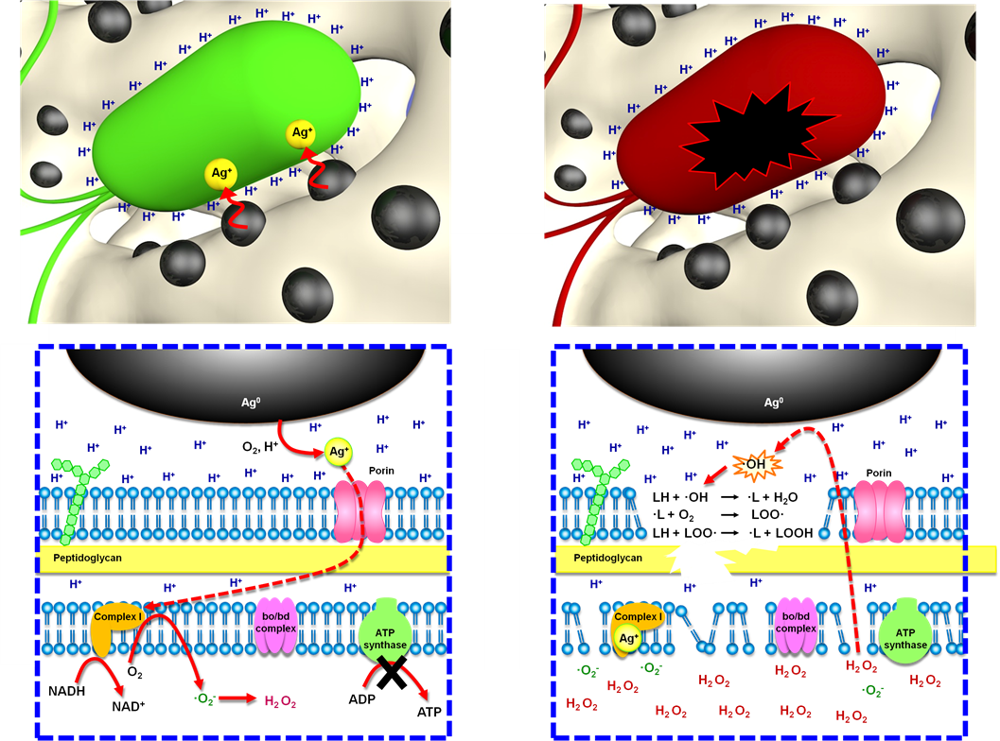 H⁺ H⁺ H⁺ H⁺
H⁺ H⁺
H⁺ H⁺
H⁺ H⁺
H⁺
H⁺ H⁺
H⁺ Ag⁺ H⁺
H⁺ H⁺
H⁺ Ag⁺ H⁺ H⁺
H⁺
H⁺ H⁺
H⁺ H⁺
H⁺ H⁺ H⁺ H⁺
H⁺ H⁺
H⁺ H⁺
H⁺ H⁺
H⁺
H⁺ H⁺
H⁺ H⁺
H⁺ H⁺
H⁺ H⁺ H⁺
H⁺
H⁺ H⁺
H⁺ H⁺
Ag⁰
H⁺ H⁺ H⁺ H⁺ H⁺
H⁺ H⁺ H⁺ O₂, H⁺ Ag⁺ H⁺
H⁺ H⁺ H⁺ H⁺ H⁺ H⁺ H⁺ Porin H⁺
Peptidoglycan
H⁺ H⁺ H⁺ H⁺
Complex I
bo/bd
complex
ATP
synthase
O₂
NADH
NAD⁺
·O₂⁻
H₂O₂
ADP
ATP
Ag⁰
H⁺ H⁺ H⁺ H⁺ H⁺
H⁺ H⁺ H⁺ H⁺
·OH
H⁺ H⁺ Porin H⁺
LH + ·OH → ·L + H₂O
·L + O₂ → LOO·
LH + LOO· → ·L + LOOH
Peptidoglycan
H⁺ H⁺ H⁺ H⁺
Complex I
Ag⁺
bo/bd
complex
ATP
synthase
·O₂⁻ ·O₂⁻ H₂O₂ H₂O₂
H₂O₂ H₂O₂ ·O₂⁻ H₂O₂
H₂O₂ H₂O₂ H₂O₂ H₂O₂ H₂O₂